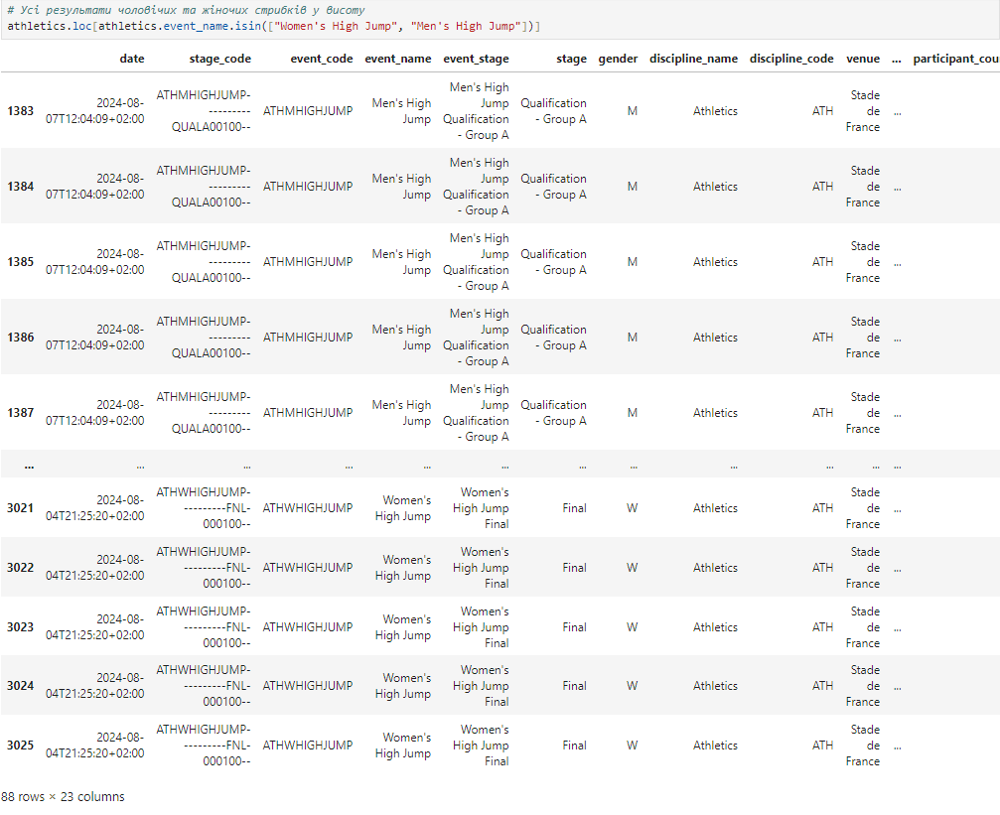 # Усі результати чоловічих та жіночих стрибків у висоту
athletics.loc[athletics.event_name.isin(["Women's High Jump", "Men's High Jump"])]
date stage_code event_code event_name event_stage stage gender discipline_name discipline_code venue ... participant_cou
1383 2024-08-07T12:04:09+02:00 ATHMHIGHJUMP----------QUALA00100-- ATHMHIGHJUMP Men's High Jump Men's High Jump Qualification - Group A Qualification - Group A M Athletics ATH Stade de France ...
1384 2024-08-07T12:04:09+02:00 ATHMHIGHJUMP----------QUALA00100-- ATHMHIGHJUMP Men's High Jump Men's High Jump Qualification - Group A Qualification - Group A M Athletics ATH Stade de France ...
1385 2024-08-07T12:04:09+02:00 ATHMHIGHJUMP----------QUALA00100-- ATHMHIGHJUMP Men's High Jump Men's High Jump Qualification - Group A Qualification - Group A M Athletics ATH Stade de France ...
1386 2024-08-07T12:04:09+02:00 ATHMHIGHJUMP----------QUALA00100-- ATHMHIGHJUMP Men's High Jump Men's High Jump Qualification - Group A Qualification - Group A M Athletics ATH Stade de France ...
1387 2024-08-07T12:04:09+02:00 ATHMHIGHJUMP----------QUALA00100-- ATHMHIGHJUMP Men's High Jump Men's High Jump Qualification - Group A Qualification - Group A M Athletics ATH Stade de France ...
... ... ... ... ... ... ... ... ... ... ... ...
3021 2024-08-04T21:25:20+02:00 ATHWHIGHJUMP----------FNL-000100-- ATHWHIGHJUMP Women's High Jump Women's High Jump Final Final W Athletics ATH Stade de France ...
3022 2024-08-04T21:25:20+02:00 ATHWHIGHJUMP----------FNL-000100-- ATHWHIGHJUMP Women's High Jump Women's High Jump Final Final W Athletics ATH Stade de France ...
3023 2024-08-04T21:25:20+02:00 ATHWHIGHJUMP----------FNL-000100-- ATHWHIGHJUMP Women's High Jump Women's High Jump Final Final W Athletics ATH Stade de France ...
3024 2024-08-04T21:25:20+02:00 ATHWHIGHJUMP----------FNL-000100-- ATHWHIGHJUMP Women's High Jump Women's High Jump Final Final W Athletics ATH Stade de France ...
3025 2024-08-04T21:25:20+02:00 ATHWHIGHJUMP----------FNL-000100-- ATHWHIGHJUMP Women's High Jump Women's High Jump Final Final W Athletics ATH Stade de France ...
88 rows × 23 columns